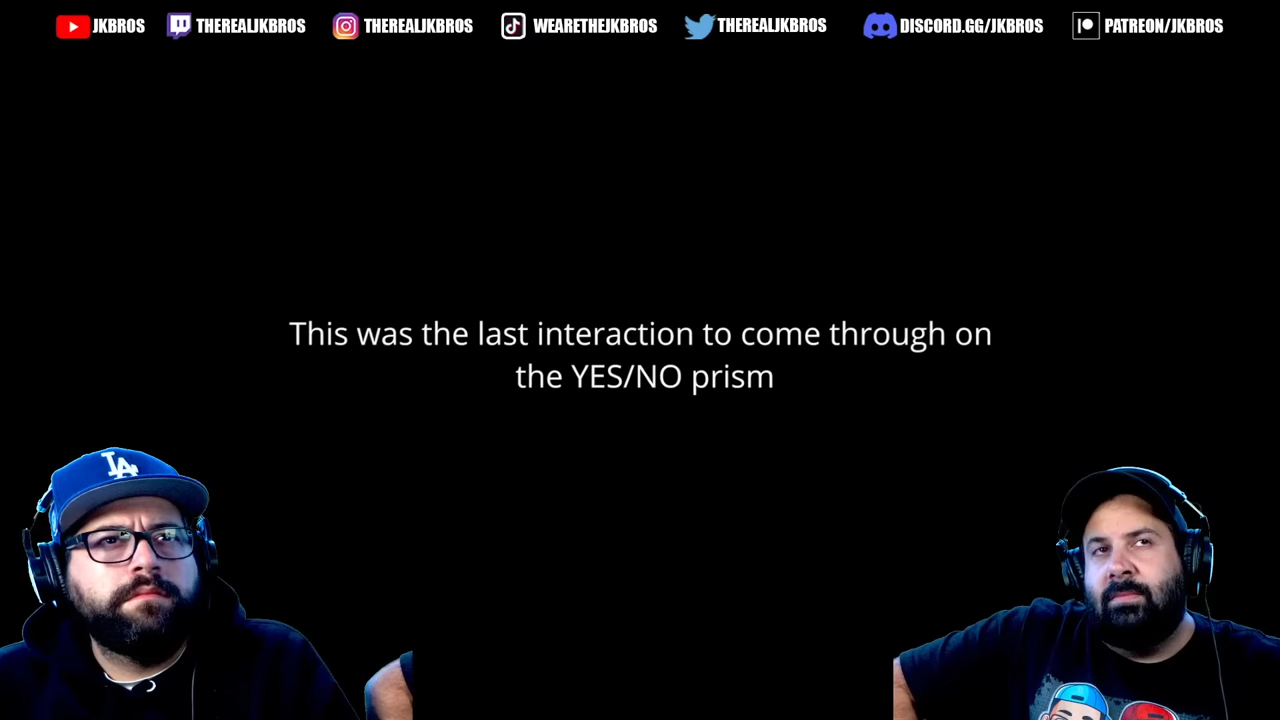 JKBROS THEREALJKBROS THEREALJKBROS WEARETHEJKBROS THEREALJKBROS DISCORD.GG/JKBROS PATREON/JKBROS
This was the last interaction to come through on
the YES/NO prism
LA